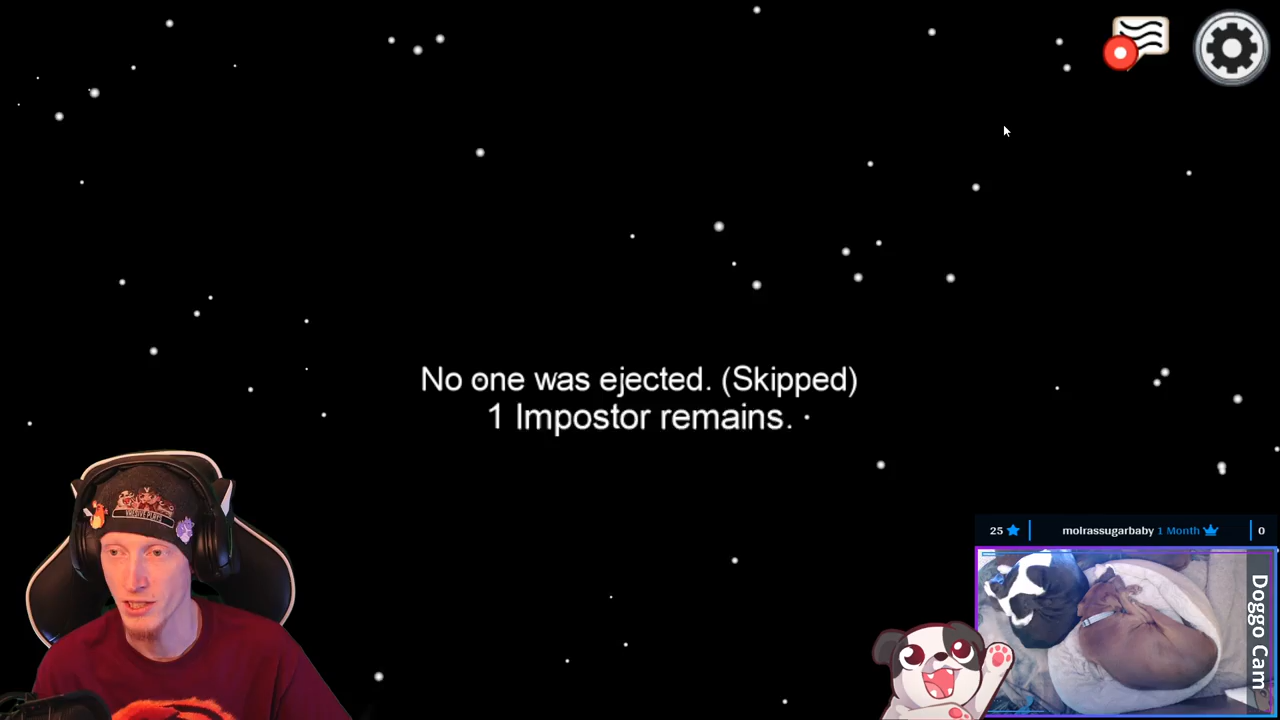 No one was ejected. (Skipped)
1 Impostor remains.
25 molrassugarbaby 1 Month 0
Doggo Cam